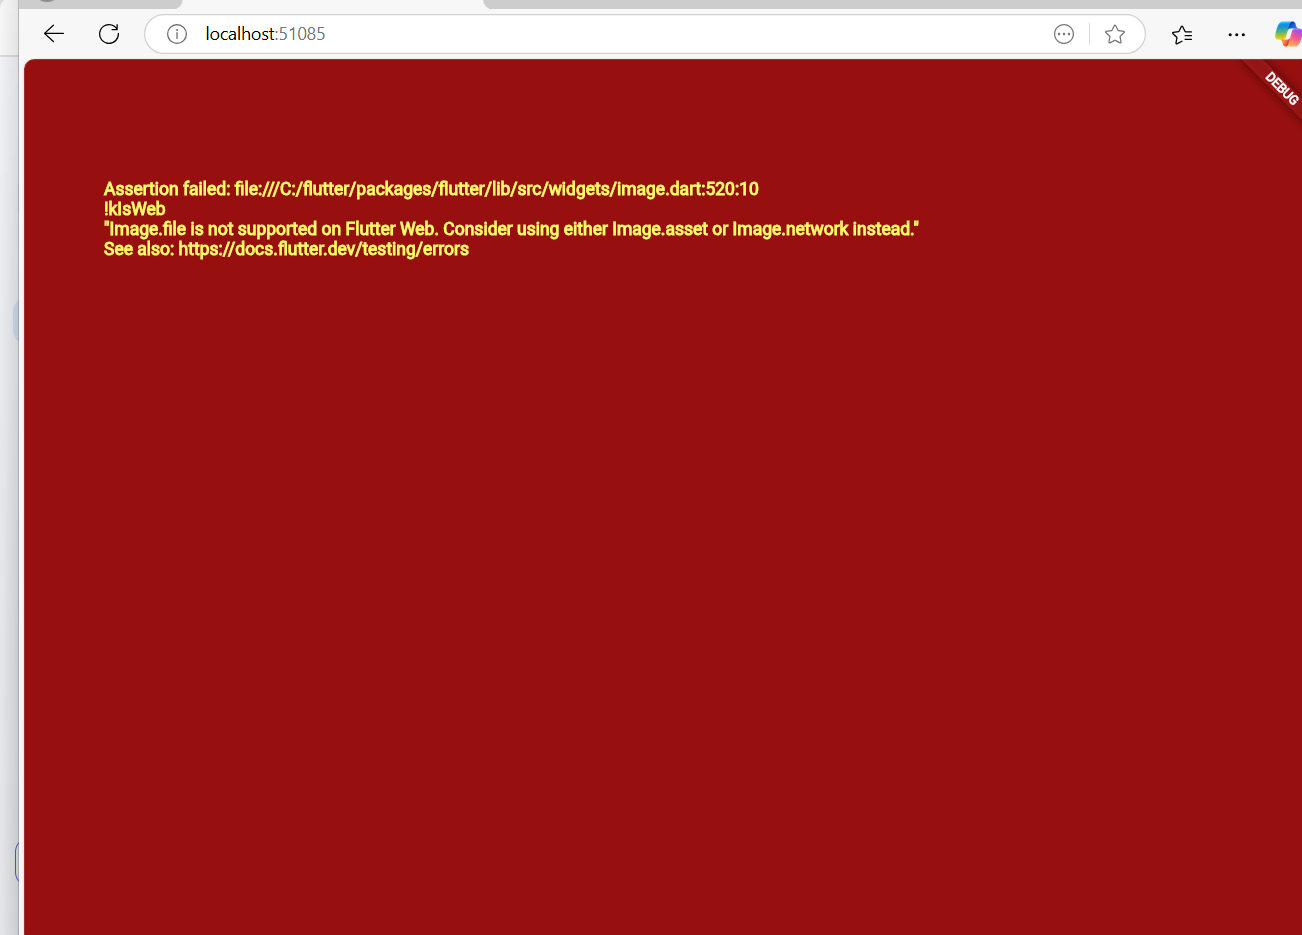 localhost:51085
DEBUG
Assertion failed: file:///C:/flutter/packages/flutter/lib/src/widgets/image.dart:520:10
!kIsWeb
"Image.file is not supported on Flutter Web. Consider using either Image.asset or Image.network instead."
See also: https://docs.flutter.dev/testing/errors